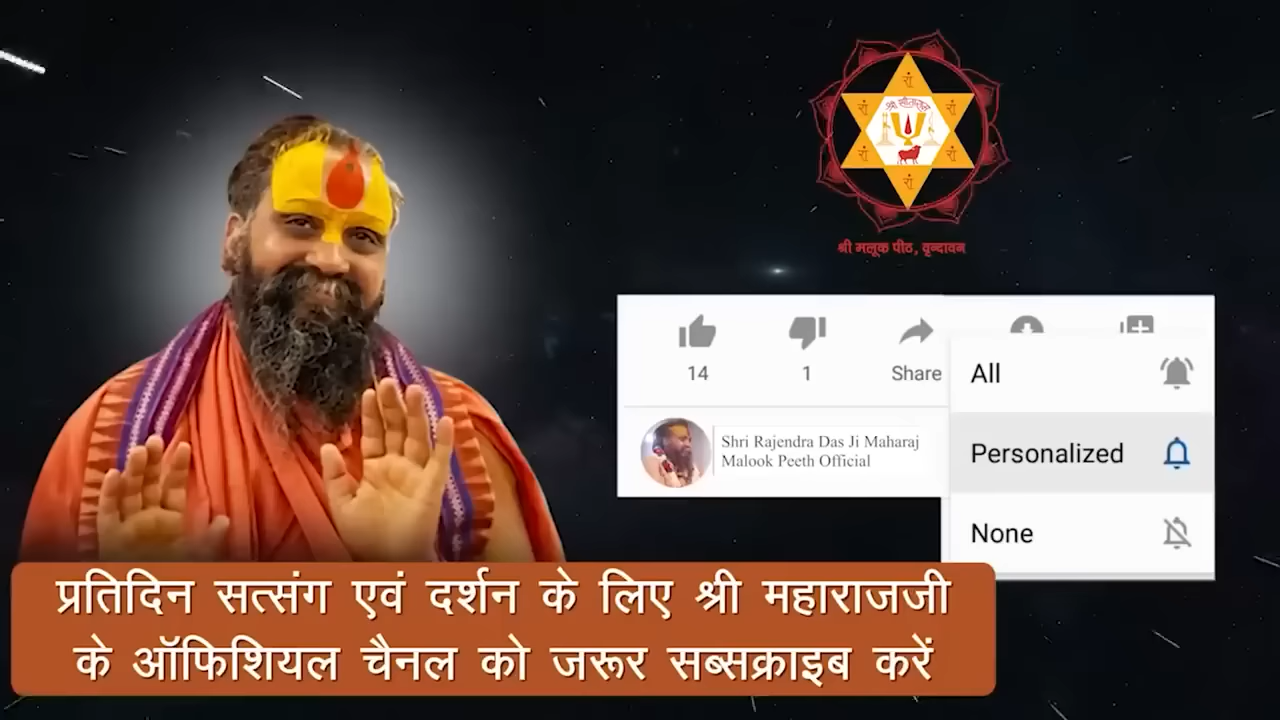 रां
श्री सीताराम
रां
रां
रां
रां
रां
श्री मलूक पीठ, वृन्दावन
14
1
Share
All
Shri Rajendra Das Ji Maharaj
Malook Peeth Official
Personalized
None
प्रतिदिन सत्संग एवं दर्शन के लिए श्री महाराजजी
के ऑफिशियल चैनल को जरूर सब्सक्राइब करें